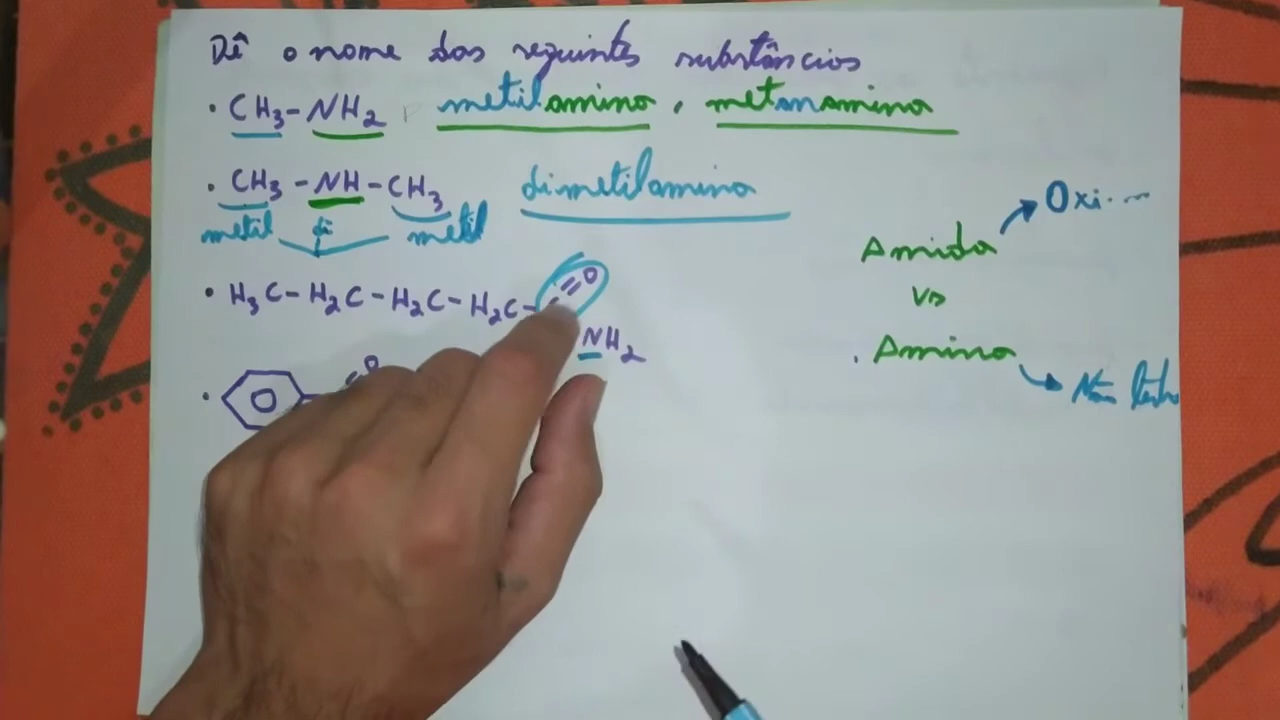 Dê o nome das seguintes substâncias
• CH₃-NH₂ metilamina, metanamina
• CH₃-NH-CH₃ dimetilamina
metil di metil
• H₃C-H₂C-H₂C-H₂C- =O
NH₂
O
Amida Oxi...
vs
. Amina Não